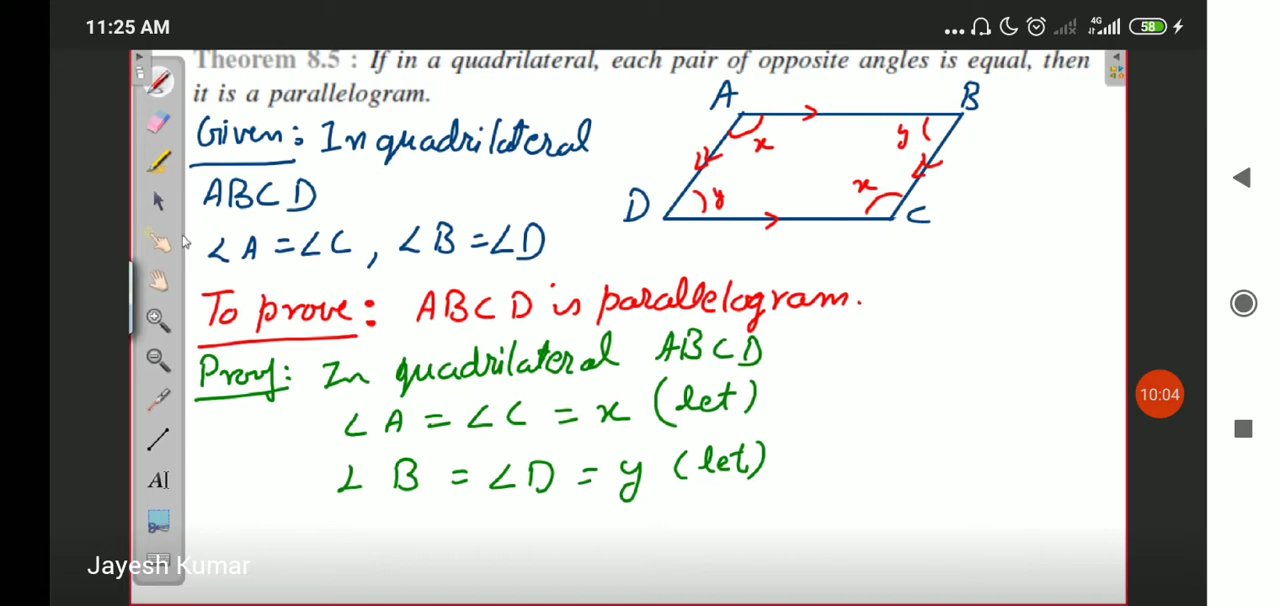 11:25 AM
4G
58
Theorem 8.5 : If in a quadrilateral, each pair of opposite angles is equal, then
it is a parallelogram.
Given: In quadrilateral
ABCD
∠A = ∠C, ∠B = ∠D
A
B
x
y
D
y
x
C
To prove: ABCD is parallelogram.
Proof: In quadrilateral ABCD
∠A = ∠C = x (let)
∠B = ∠D = y (let)
10:04
AI
Jayesh Kumar